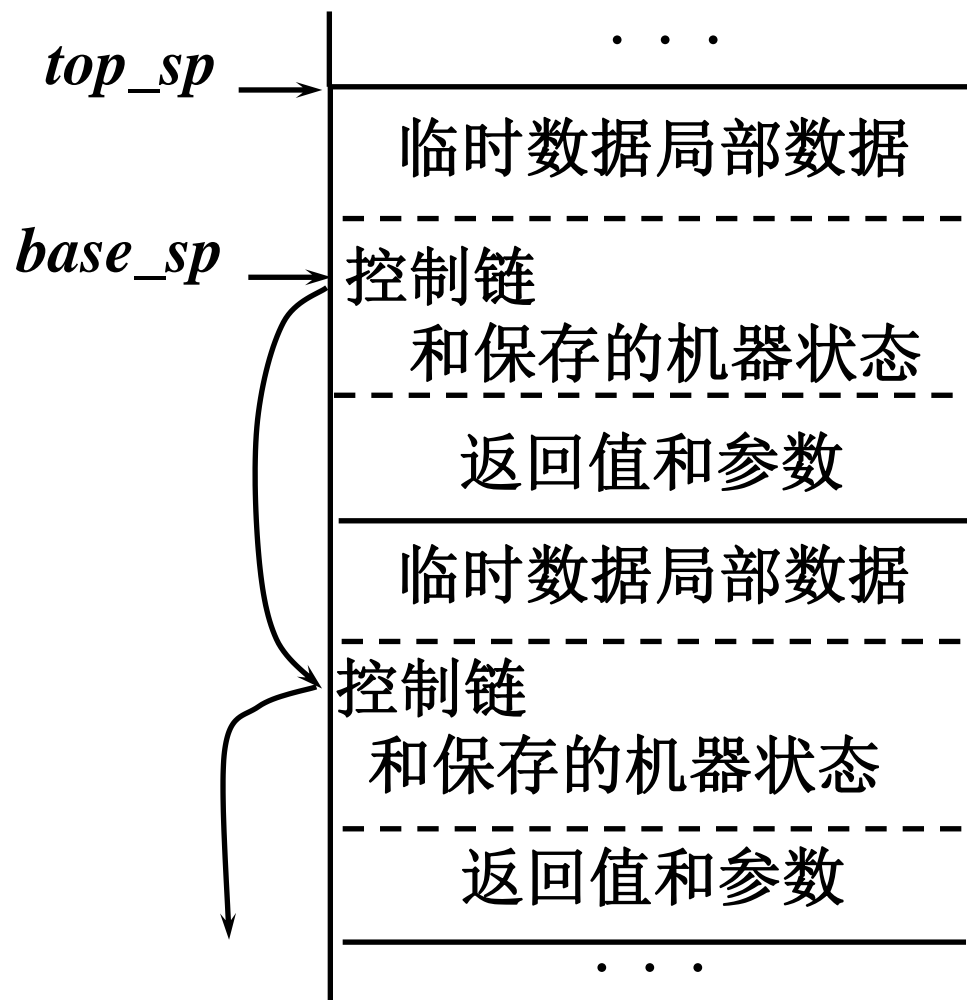 . . .
top_sp
临时数据局部数据
base_sp
控制链
和保存的机器状态
返回值和参数
临时数据局部数据
控制链
和保存的机器状态
返回值和参数
. . .